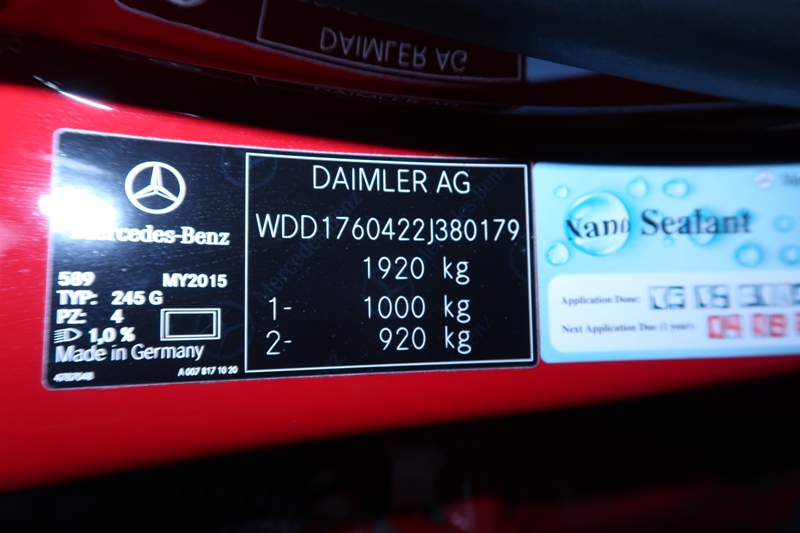 DAIMLER AG
Mercedes-Benz
DAIMLER AG
WDD1760422J380179
1920 kg
1- 1000 kg
2- 920 kg
589 MY2015
TYP: 245 G
PZ: 4
1,0 %
Made in Germany
A 007 817 10 20
Nano Sealant
Application Done:
Next Application Due (1 year):